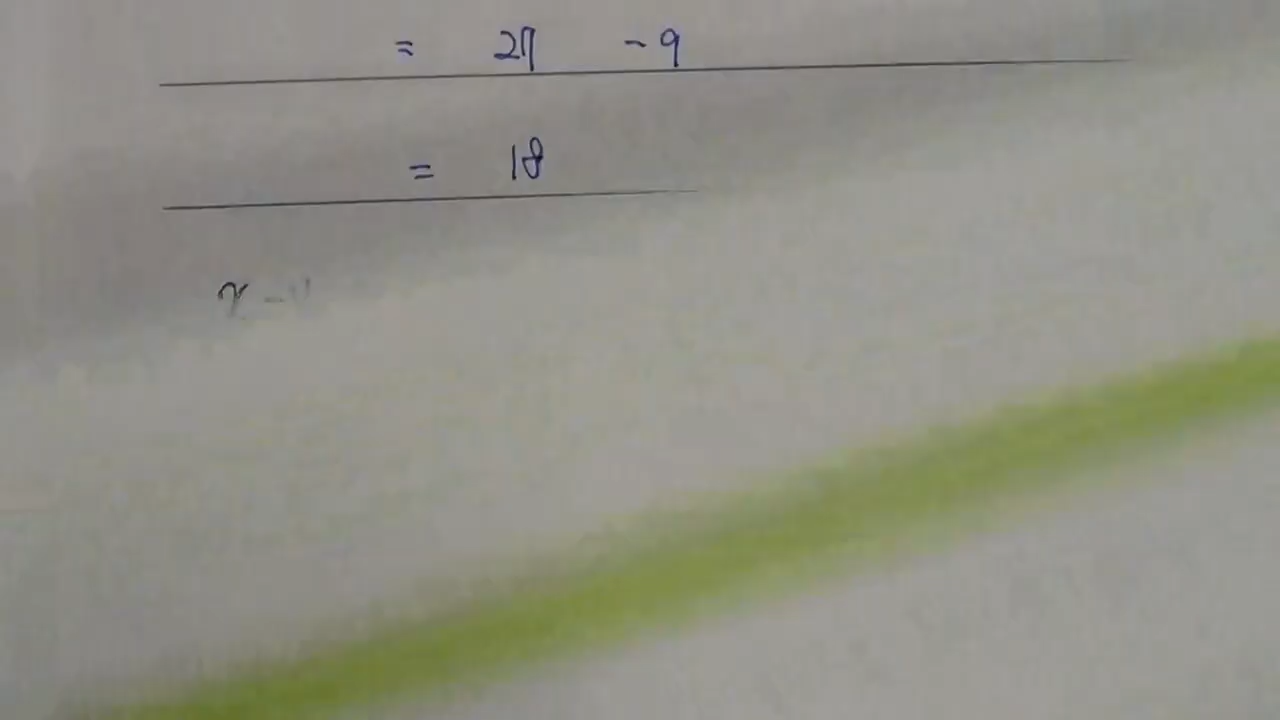 = 27 - 9
= 18
x -